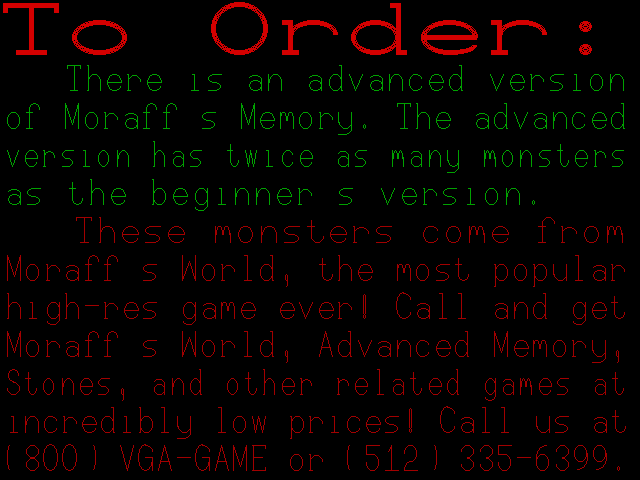 To Order:
There is an advanced version
of Moraff s Memory. The advanced
version has twice as many monsters
as the beginner s version.
These monsters come from
Moraff s World, the most popular
high-res game ever! Call and get
Moraff s World, Advanced Memory,
Stones, and other related games at
incredibly low prices! Call us at
(800) VGA-GAME or (512) 335-6399.